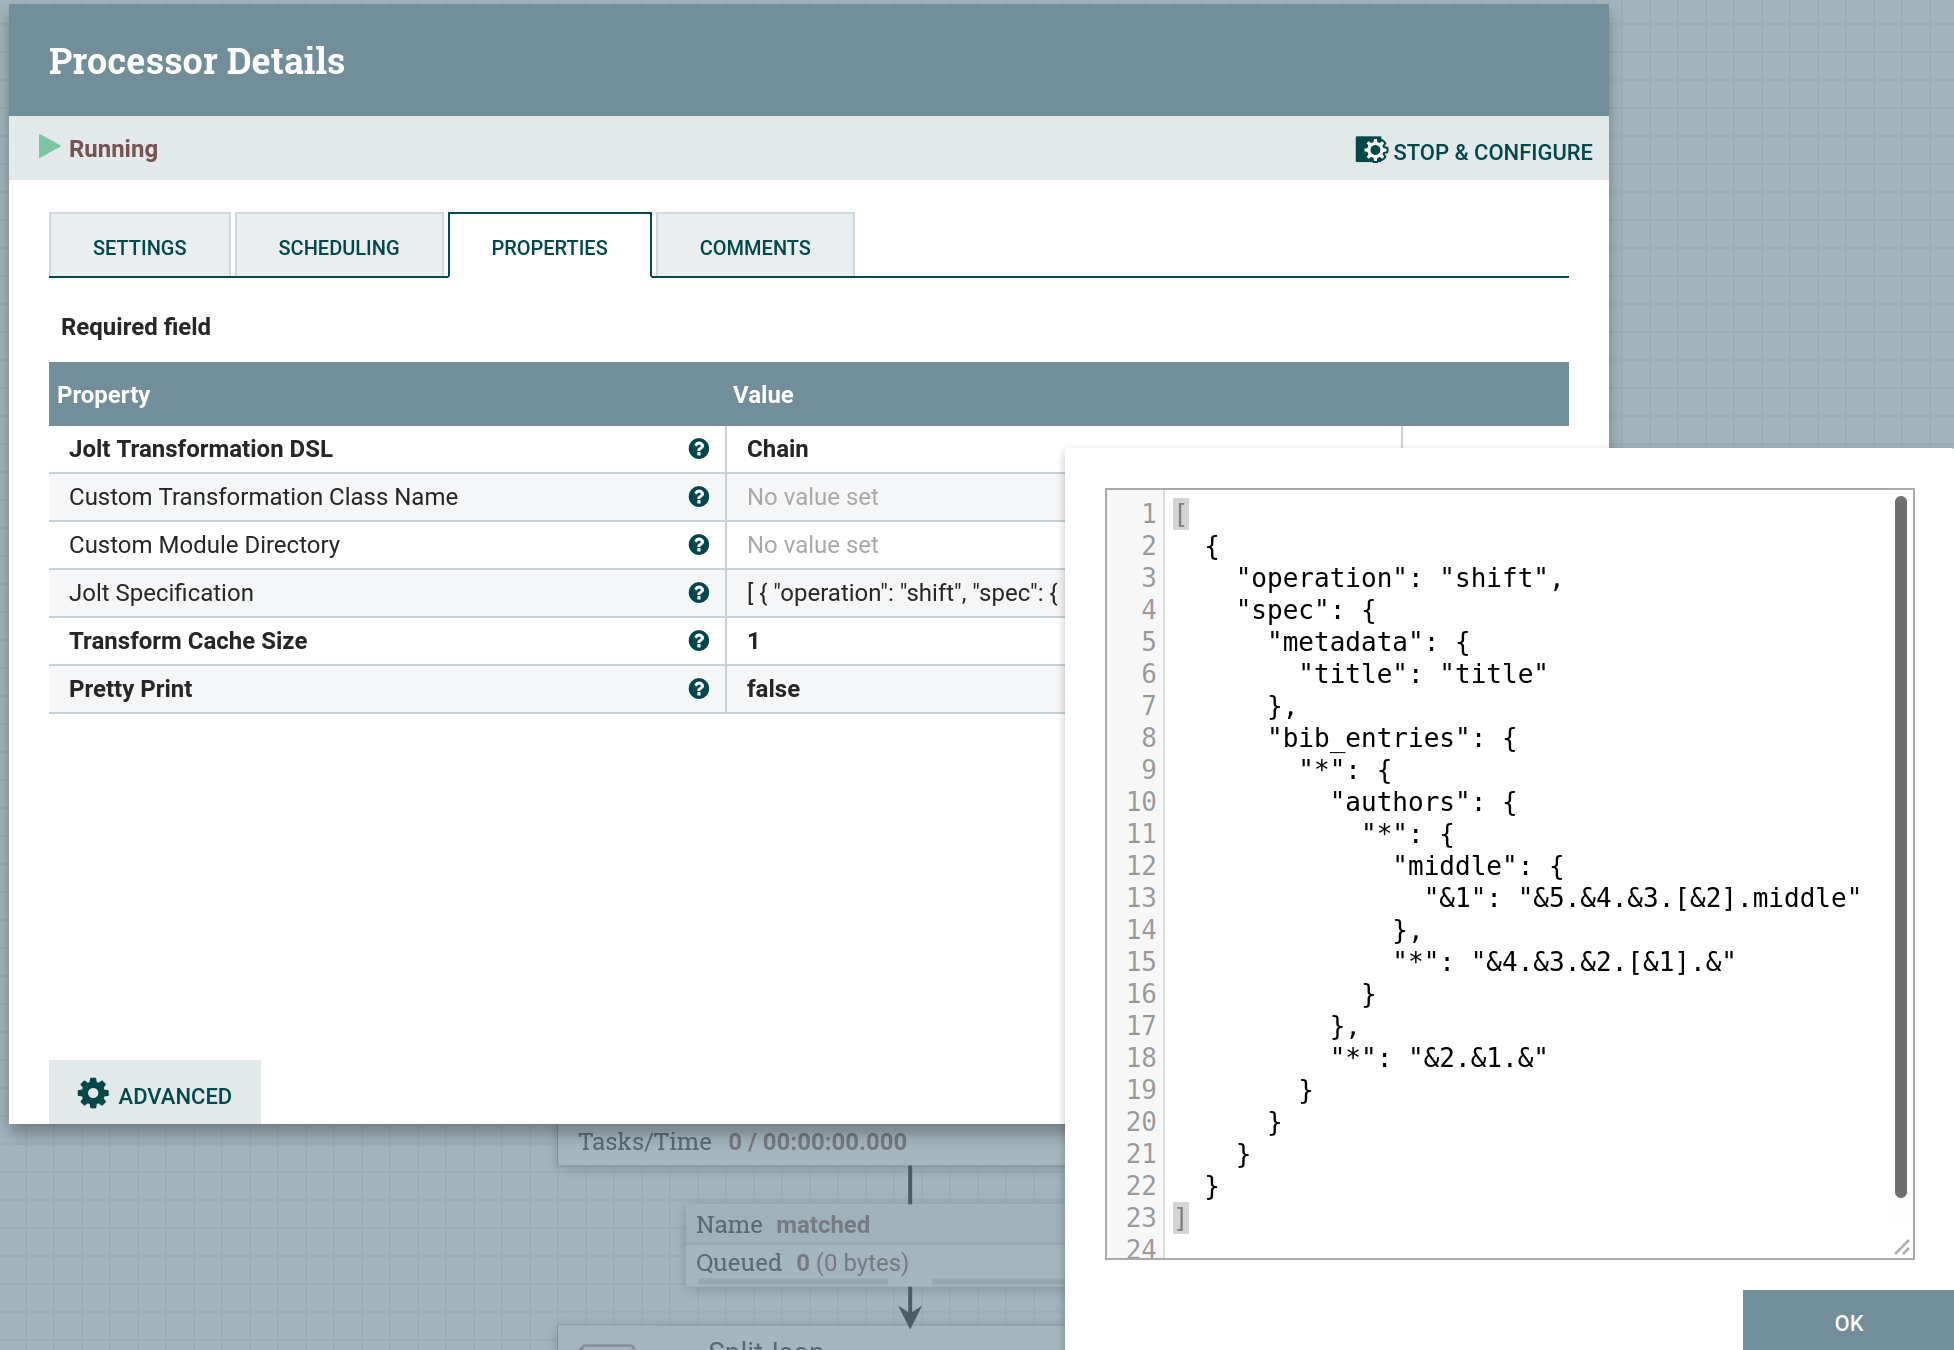 Processor Details
Running
STOP & CONFIGURE
SETTINGS SCHEDULING PROPERTIES COMMENTS
Required field
Property Value
Jolt Transformation DSL Chain
Custom Transformation Class Name No value set
Custom Module Directory No value set
Jolt Specification [ { "operation": "shift", "spec": {
Transform Cache Size 1
Pretty Print false
ADVANCED
Tasks/Time 0 / 00:00:00.000
Name matched
Queued 0 (0 bytes)
1 [
2   {
3     "operation": "shift",
4     "spec": {
5       "metadata": {
6         "title": "title"
7       },
8       "bib_entries": {
9         "*": {
10           "authors": {
11             "*": {
12               "middle": {
13                 "&1": "&5.&4.&3.[&2].middle"
14               },
15               "*": "&4.&3.&2.[&1].&"
16             }
17           },
18           "*": "&2.&1.&"
19         }
20       }
21     }
22   }
23 ]
24
OK